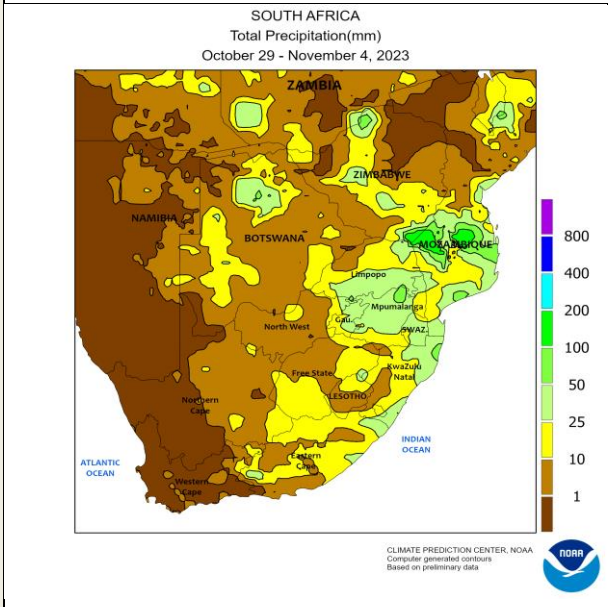 SOUTH AFRICA
Total Precipitation(mm)
October 29 - November 4, 2023
ZAMBIA
ZIMBABWE
NAMIBIA
BOTSWANA
MOZAMBIQUE
Limpopo
Mpumalanga
Gau.
North West
SWAZ.
Free State
KwaZulu
Natal
LESOTHO
Northern
Cape
Eastern
Cape
Western
Cape
ATLANTIC
OCEAN
INDIAN
OCEAN
800
400
200
100
50
25
10
1
CLIMATE PREDICTION CENTER, NOAA
Computer generated contours
Based on preliminary data
NOAA